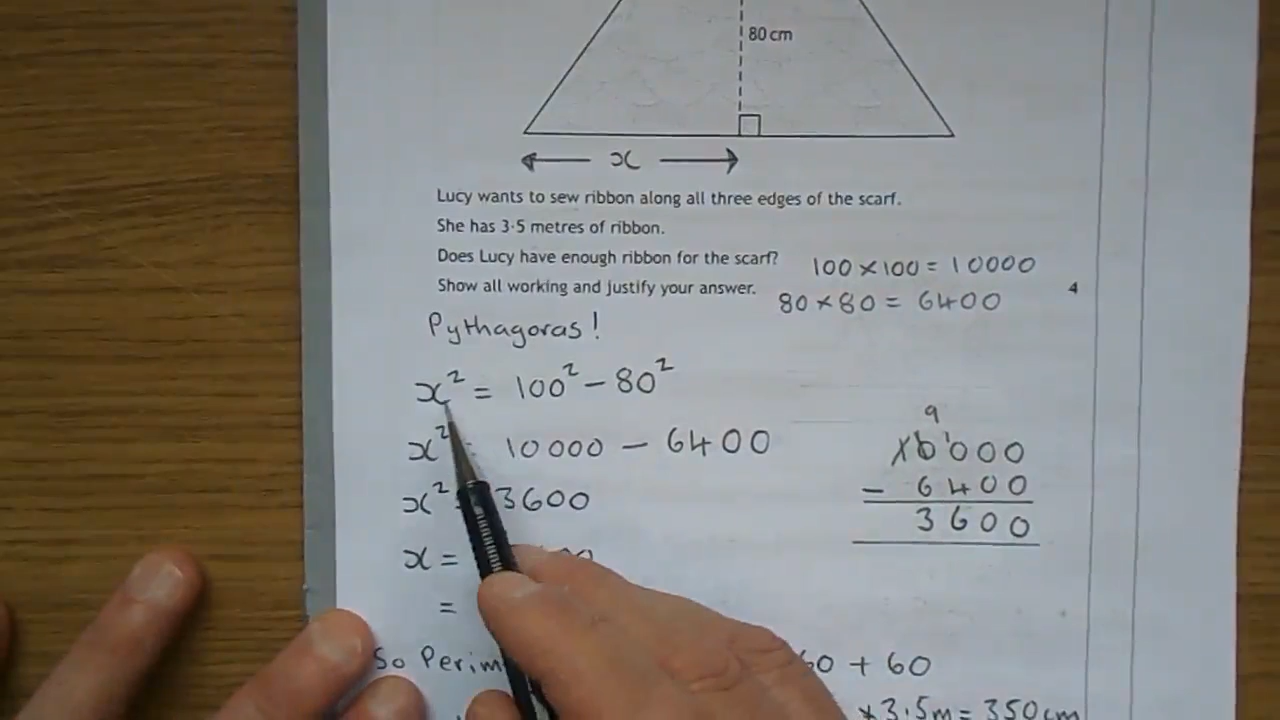 80 cm
x
Lucy wants to sew ribbon along all three edges of the scarf.
She has 3·5 metres of ribbon.
Does Lucy have enough ribbon for the scarf?
100 × 100 = 10000
Show all working and justify your answer.
80 × 80 = 6400
4
Pythagoras!
x² = 100² − 80²
x² 10000 − 6400
x² 3600
x =
=
9
10000
− 6400
3600
So 60 + 60
* 3.5m = 350cm